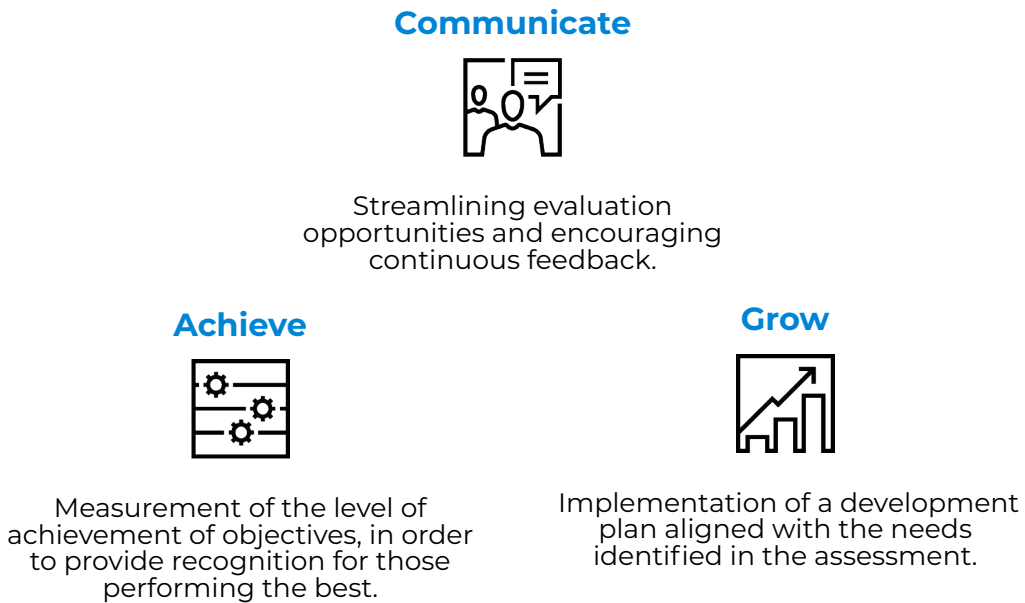 Communicate
Streamlining evaluation
opportunities and encouraging
continuous feedback.
Achieve
Measurement of the level of
achievement of objectives, in order
to provide recognition for those
performing the best.
Grow
Implementation of a development
plan aligned with the needs
identified in the assessment.